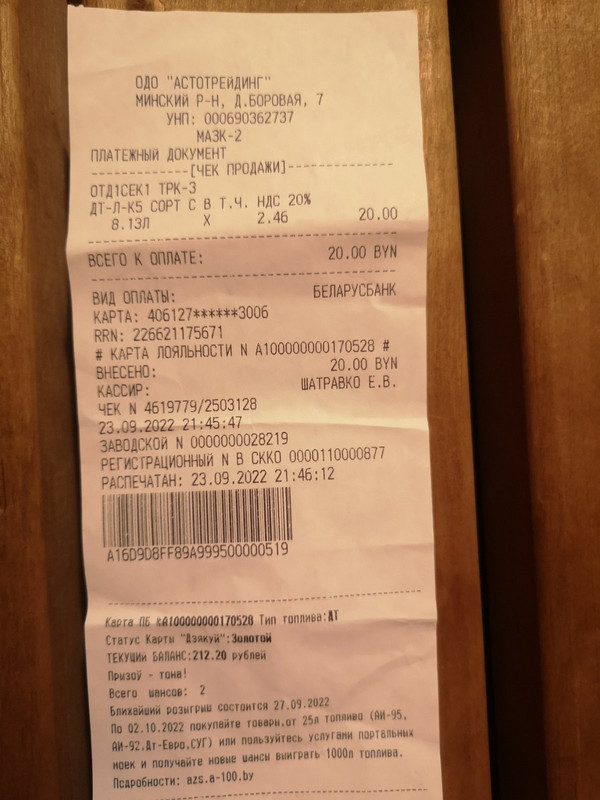 ОДО "АСТОТРЕЙДИНГ"
МИНСКИЙ Р-Н, Д.БОРОВАЯ, 7
УНП: 000690362737
МАЗК-2
ПЛАТЕЖНЫЙ ДОКУМЕНТ
-------------[ЧЕК ПРОДАЖИ]-------------
ОТД1СЕК1 ТРК-3
ДТ-Л-К5 СОРТ С В Т.Ч. НДС 20%
8.13Л X 2.46 20.00
ВСЕГО К ОПЛАТЕ: 20.00 BYN
ВИД ОПЛАТЫ: БЕЛАРУСБАНК
КАРТА: 406127******3006
RRN: 226621175671
# КАРТА ЛОЯЛЬНОСТИ N A100000000170528 #
ВНЕСЕНО: 20.00 BYN
КАССИР: ШАТРАВКО Е.В.
ЧЕК N 4619779/2503128
23.09.2022 21:45:47
ЗАВОДСКОЙ N 0000000028219
РЕГИСТРАЦИОННЫЙ N В СККО 0000110000877
РАСПЕЧАТАН: 23.09.2022 21:46:12
A16D9D8FF89A999500000519
Карта ПБ №A100000000170528 Тип топлива:ДТ
Статус Карты "Дзякуй":Золотой
ТЕКУЩИЙ БАЛАНС:212.20 рублей
Прызоў - тона!
Всего шансов: 2
Ближайший розыгрыш состоится 27.09.2022
По 02.10.2022 покупайте товары,от 25л топливо (АИ-95,
АИ-92,Дт-Евро,СУГ) или пользуйтесь услугами портальных
моек и получайте новые шансы выиграть 1000л топлива.
Подробности: azs.a-100.by